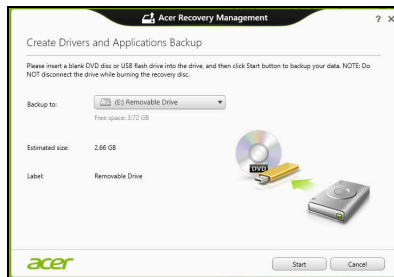 Acer Recovery Management
?
X
Create Drivers and Applications Backup
Please insert a blank DVD disc or USB flash drive into the drive, and then click Start button to backup your data. NOTE: Do
NOT disconnect the drive while burning the recovery disc.
Backup to:
(E:) Removable Drive
Free space: 3.72 GB
Estimated size:
2.66 GB
Label:
Removable Drive
DVD
acer
Start
Cancel